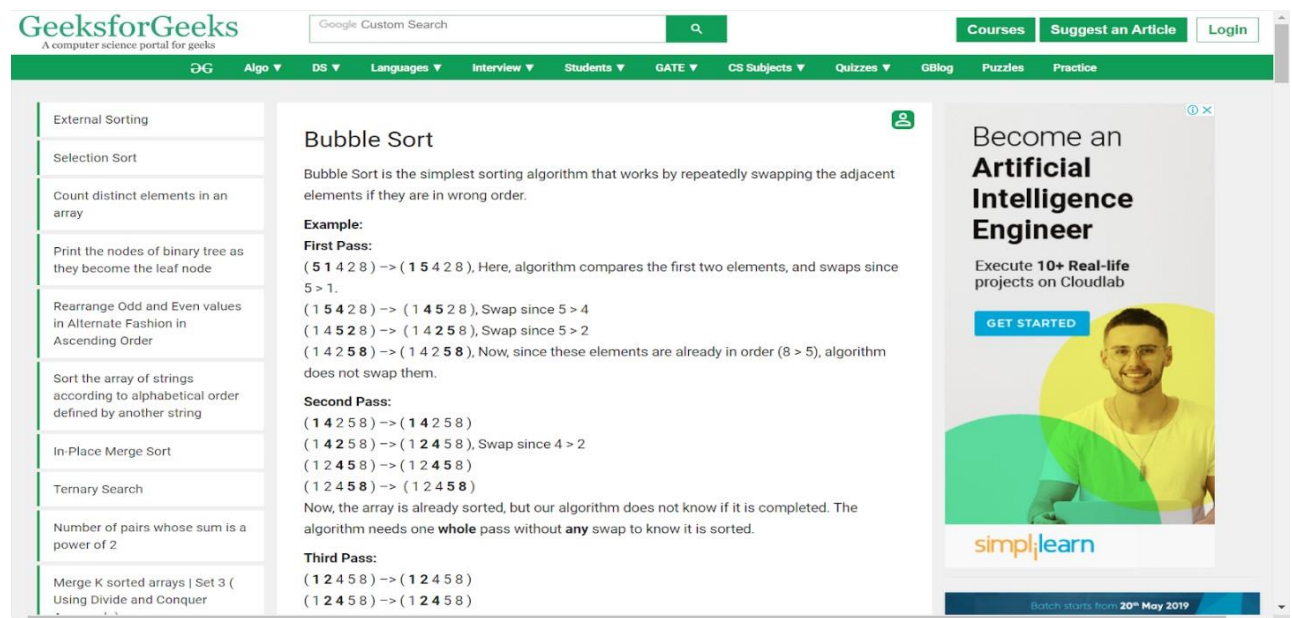 GeeksforGeeks
A computer science portal for geeks
Google Custom Search
Courses
Suggest an Article
Login
Algo ▼ DS ▼ Languages ▼ Interview ▼ Students ▼ GATE ▼ CS Subjects ▼ Quizzes ▼ GBlog Puzzles Practice
External Sorting
Selection Sort
Count distinct elements in an
array
Print the nodes of binary tree as
they become the leaf node
Rearrange Odd and Even values
in Alternate Fashion in
Ascending Order
Sort the array of strings
according to alphabetical order
defined by another string
In-Place Merge Sort
Ternary Search
Number of pairs whose sum is a
power of 2
Merge K sorted arrays | Set 3 (
Using Divide and Conquer
Bubble Sort
Bubble Sort is the simplest sorting algorithm that works by repeatedly swapping the adjacent
elements if they are in wrong order.
Example:
First Pass:
( 5 1 4 2 8 ) –> ( 1 5 4 2 8 ), Here, algorithm compares the first two elements, and swaps since
5 > 1.
( 1 5 4 2 8 ) –> ( 1 4 5 2 8 ), Swap since 5 > 4
( 1 4 5 2 8 ) –> ( 1 4 2 5 8 ), Swap since 5 > 2
( 1 4 2 5 8 ) –> ( 1 4 2 5 8 ), Now, since these elements are already in order (8 > 5), algorithm
does not swap them.
Second Pass:
( 1 4 2 5 8 ) –> ( 1 4 2 5 8 )
( 1 4 2 5 8 ) –> ( 1 2 4 5 8 ), Swap since 4 > 2
( 1 2 4 5 8 ) –> ( 1 2 4 5 8 )
( 1 2 4 5 8 ) –> ( 1 2 4 5 8 )
Now, the array is already sorted, but our algorithm does not know if it is completed. The
algorithm needs one whole pass without any swap to know it is sorted.
Third Pass:
( 1 2 4 5 8 ) –> ( 1 2 4 5 8 )
( 1 2 4 5 8 ) –> ( 1 2 4 5 8 )
Become an
Artificial
Intelligence
Engineer
Execute 10+ Real-life
projects on Cloudlab
GET STARTED
simplilearn
Batch starts from 20th May 2019